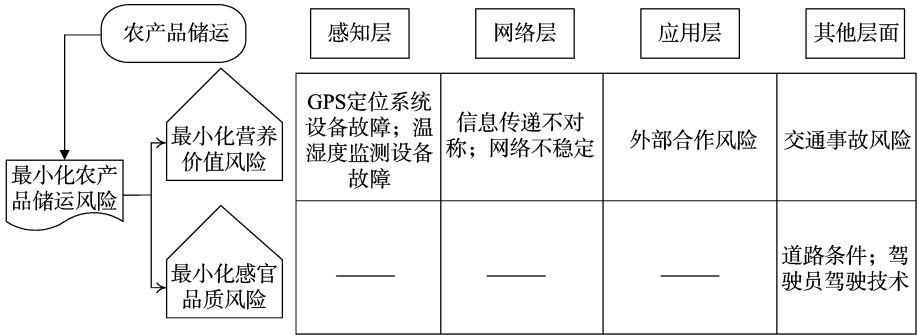 农产品储运
感知层
网络层
应用层
其他层面
最小化农产
品储运风险
最小化营养
价值风险
GPS定位系统
设备故障；温
湿度监测设备
故障
信息传递不对
称；网络不稳定
外部合作风险
交通事故风险
最小化感官
品质风险
——
——
——
道路条件；驾
驶员驾驶技术